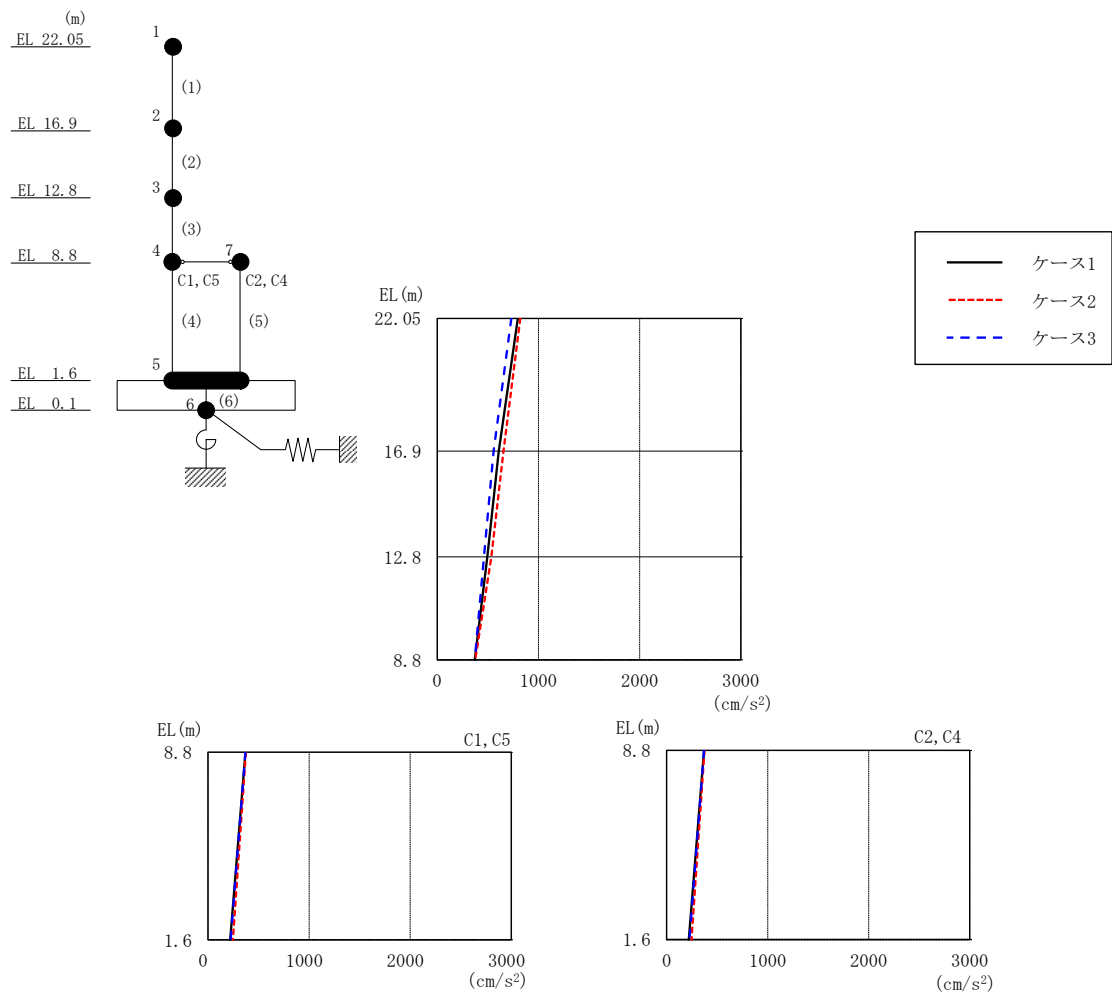 (m)
EL 22.05
EL 16.9
EL 12.8
EL 8.8
EL 1.6
EL 0.1
1
(1)
2
(2)
3
(3)
4
7
C1,C5
C2,C4
(4)
(5)
5
6
(6)
ケース1
ケース2
ケース3
EL(m)
22.05
16.9
12.8
8.8
0 1000 2000 3000
(cm/s²)
EL(m)
C1,C5
8.8
1.6
0 1000 2000 3000
(cm/s²)
EL(m)
C2,C4
8.8
1.6
0 1000 2000 3000
(cm/s²)